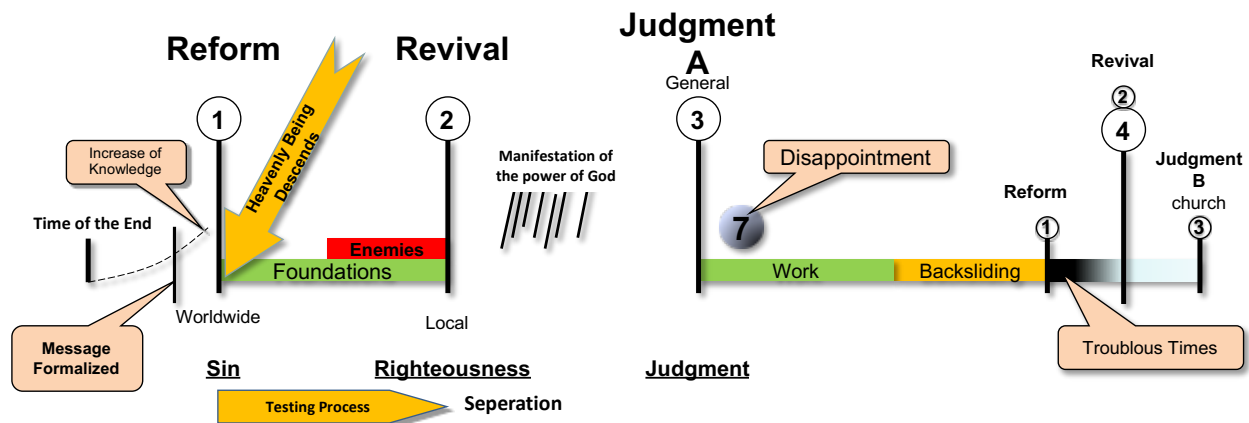 Reform
Revival
Judgment
A
General
1
2
3
Heavenly Being
Descends
Increase of
Knowledge
Time of the End
Manifestation of
the power of God
Disappointment
7
Revival
2
4
Judgment
B
church
3
Reform
1
Enemies
Foundations
Work
Backsliding
Worldwide
Local
Message
Formalized
Troublous Times
Sin
Righteousness
Judgment
Testing Process
Seperation